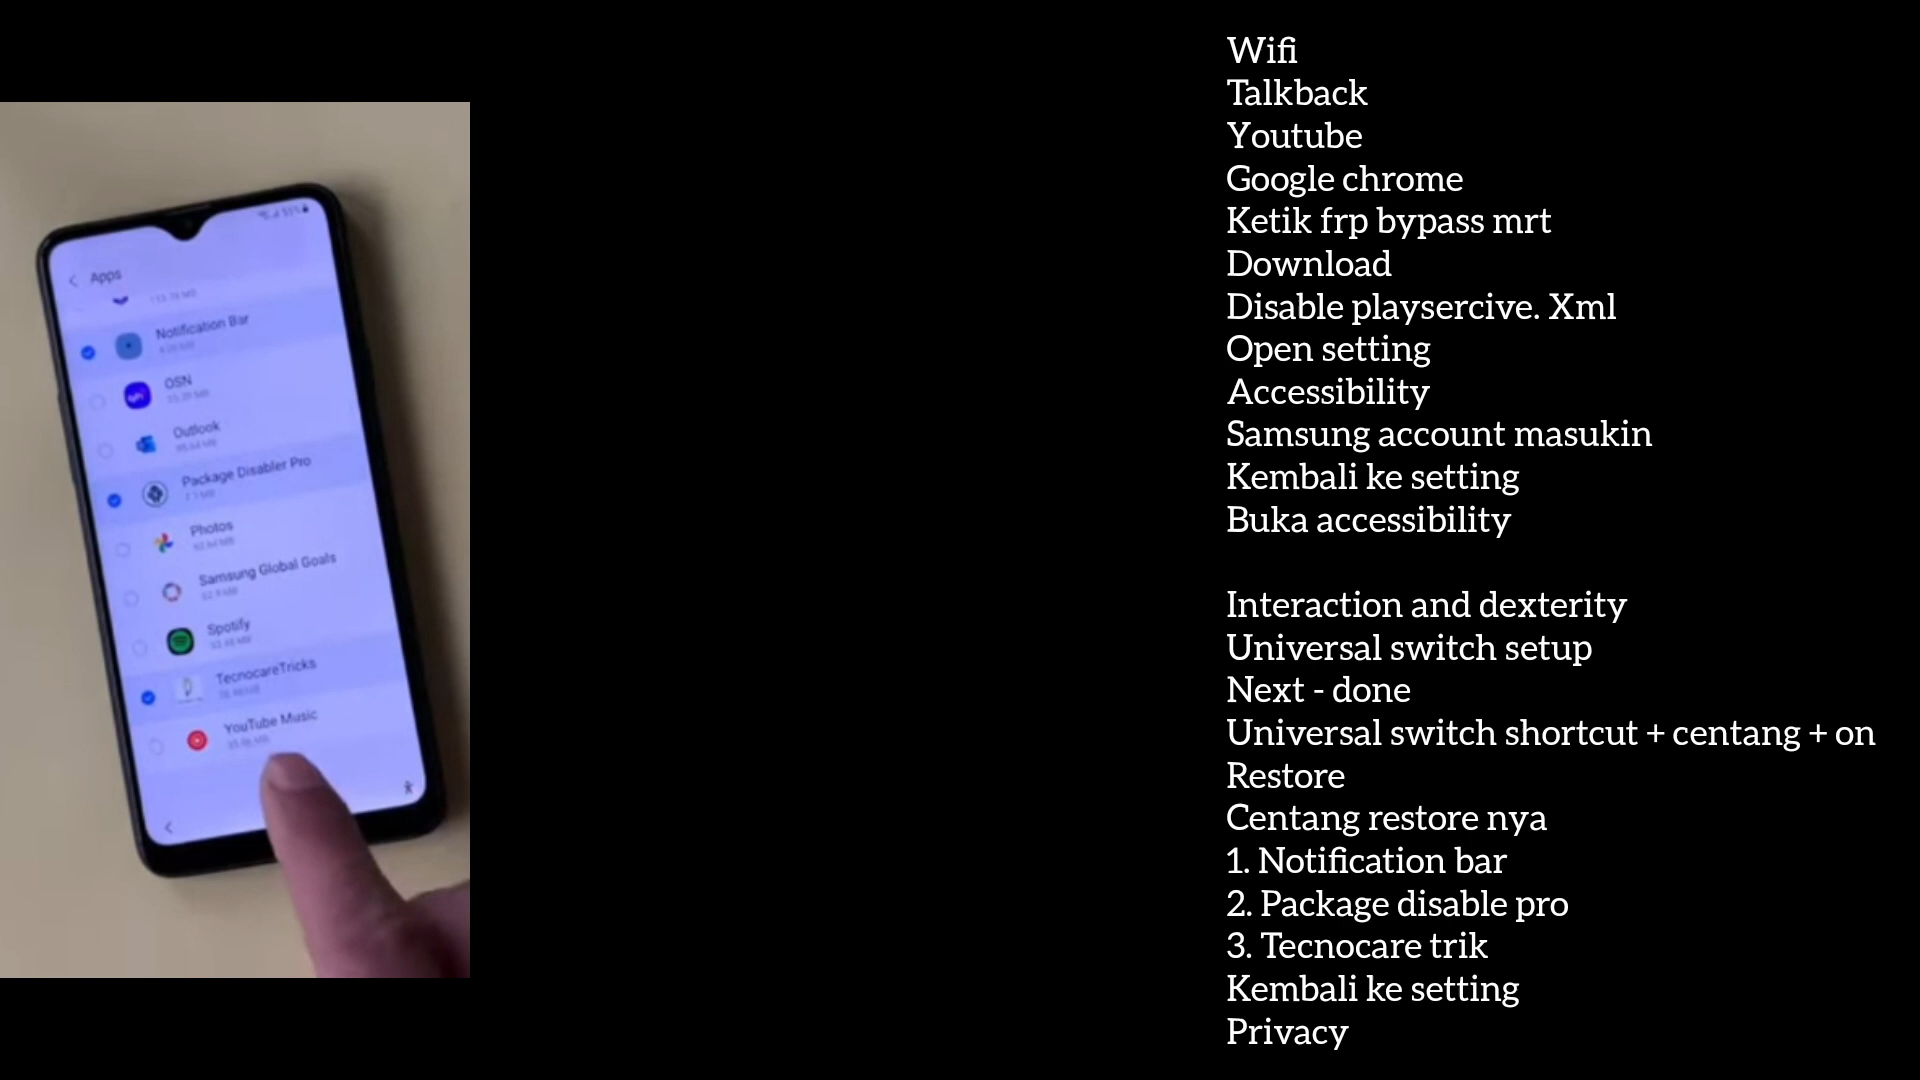 Apps
113.78 MB
Notification Bar
OSN
Outlook
Package Disabler Pro
Photos
Samsung Global Goals
Spotify
TecnocareTricks
YouTube Music
Wifi
Talkback
Youtube
Google chrome
Ketik frp bypass mrt
Download
Disable playsercive. Xml
Open setting
Accessibility
Samsung account masukin
Kembali ke setting
Buka accessibility
Interaction and dexterity
Universal switch setup
Next - done
Universal switch shortcut + centang + on
Restore
Centang restore nya
1. Notification bar
2. Package disable pro
3. Tecnocare trik
Kembali ke setting
Privacy